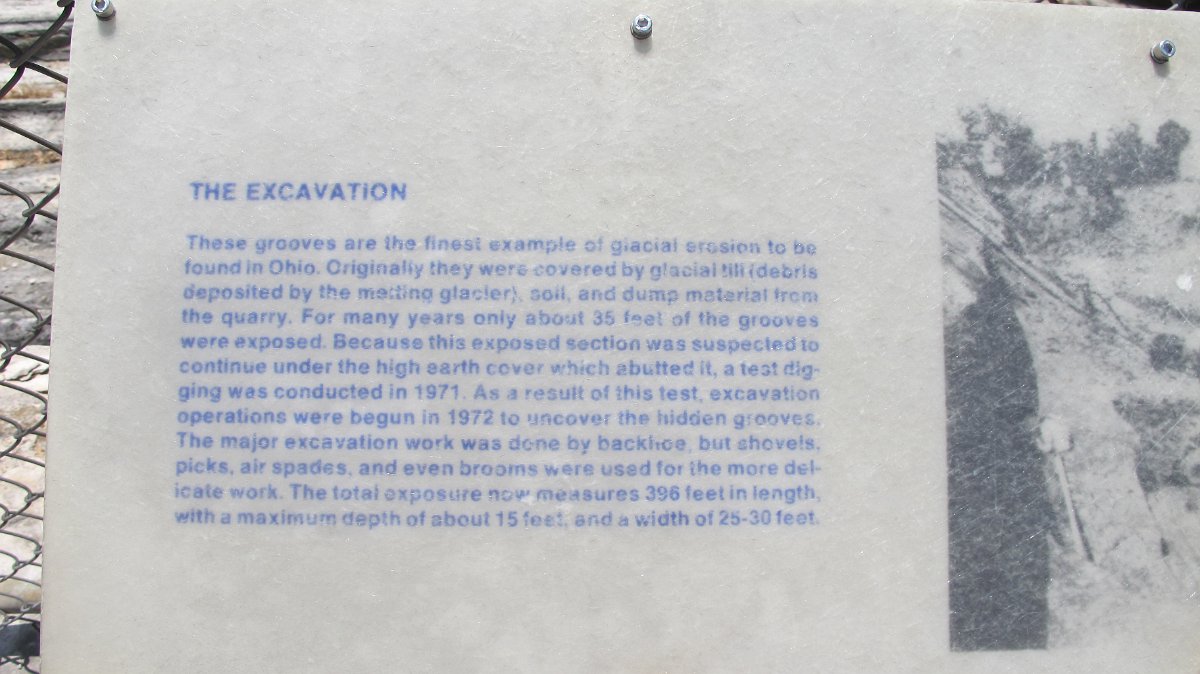 THE EXCAVATION
These grooves are the finest example of glacial erosion to be
found in Ohio. Originally they were covered by glacial till (debris
deposited by the melting glacier), soil, and dump material from
the quarry. For many years only about 35 feet of the grooves
were exposed. Because this exposed section was suspected to
continue under the high earth cover which abutted it, a test dig-
ging was conducted in 1971. As a result of this test, excavation
operations were begun in 1972 to uncover the hidden grooves.
The major excavation work was done by backhoe, but shovels,
picks, air spades, and even brooms were used for the more del-
icate work. The total exposure now measures 396 feet in length,
with a maximum depth of about 15 feet, and a width of 25-30 feet.